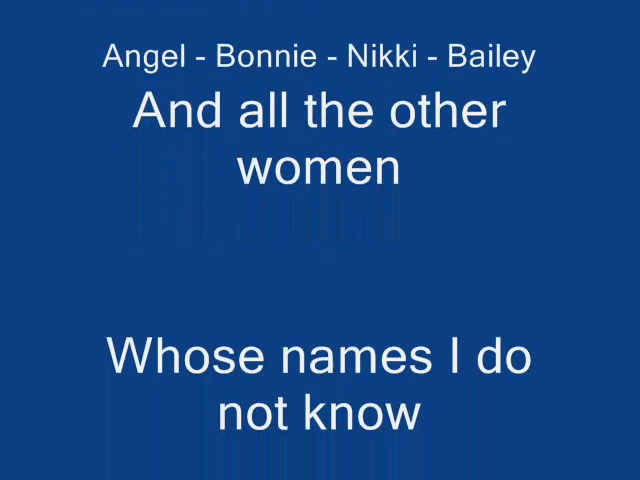 Angel - Bonnie - Nikki - Bailey
And all the other
women
Whose names I do
not know